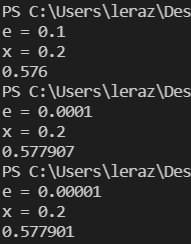 PS C:\Users\leraz\Des
e = 0.1
x = 0.2
0.576
PS C:\Users\leraz\Des
e = 0.0001
x = 0.2
0.577907
PS C:\Users\leraz\Des
e = 0.00001
x = 0.2
0.577901